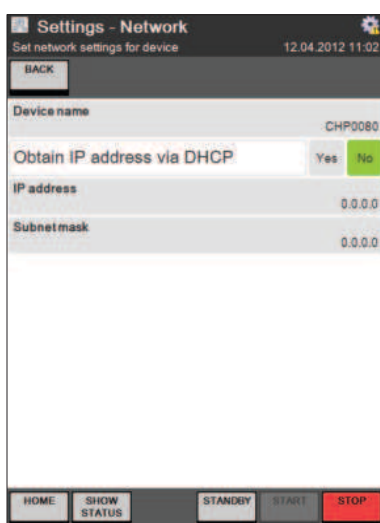 Settings - Network
Set network settings for device 12.04.2012 11:02
BACK
Device name
CHP0080
Obtain IP address via DHCP Yes No
IP address
0.0.0.0
Subnetmask
0.0.0.0
HOME SHOW STATUS STANDBY START STOP